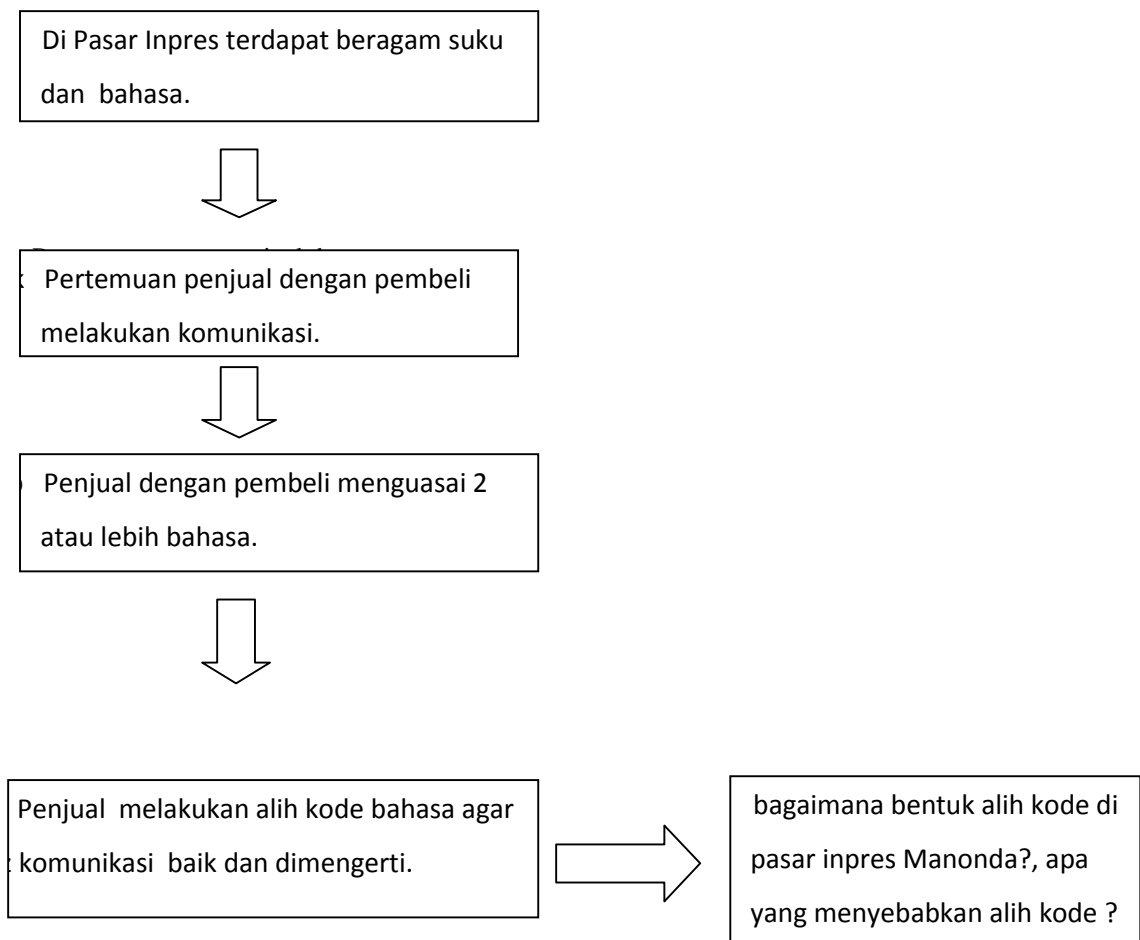 Di Pasar Inpres terdapat beragam suku
dan bahasa.
Pertemuan penjual dengan pembeli
melakukan komunikasi.
Penjual dengan pembeli menguasai 2
atau lebih bahasa.
Penjual melakukan alih kode bahasa agar
komunikasi baik dan dimengerti.
bagaimana bentuk alih kode di
pasar inpres Manonda?, apa
yang menyebabkan alih kode ?